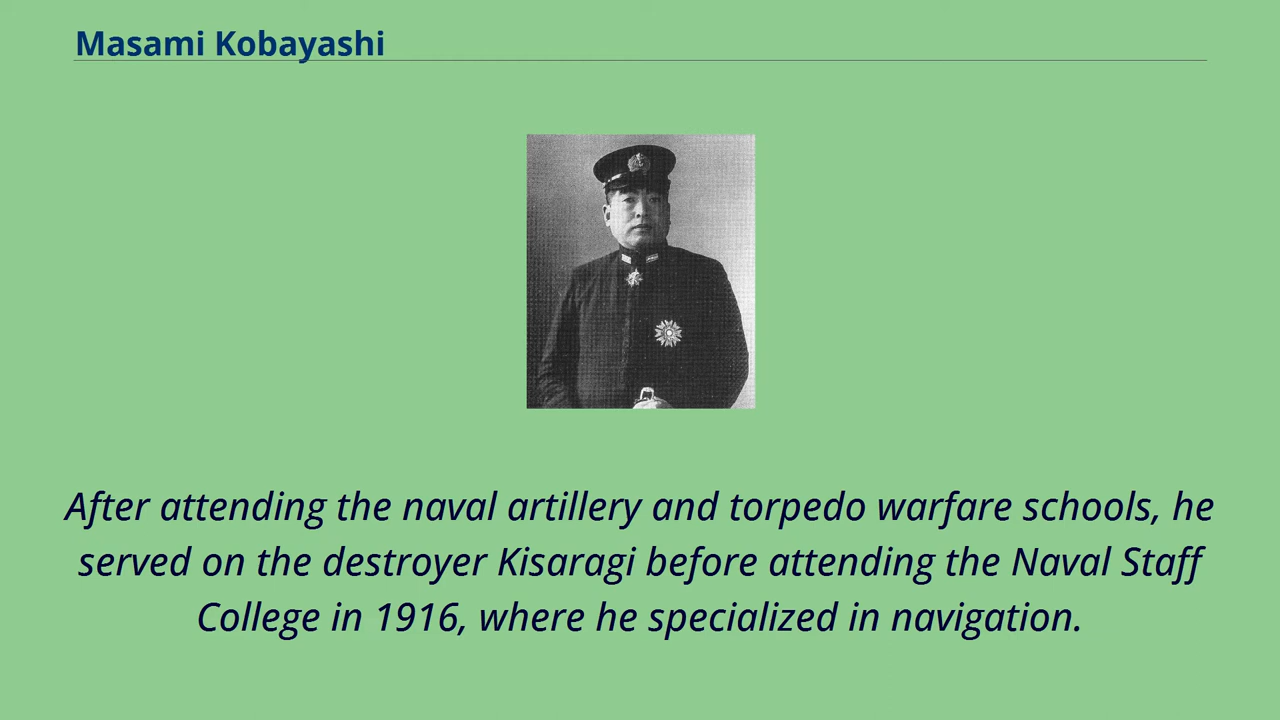 Masami Kobayashi
After attending the naval artillery and torpedo warfare schools, he
served on the destroyer Kisaragi before attending the Naval Staff
College in 1916, where he specialized in navigation.